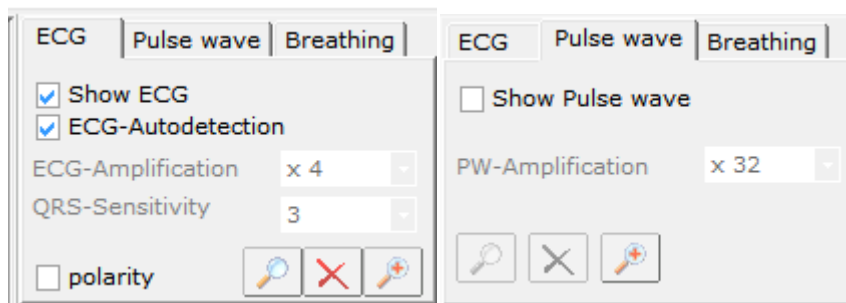 ECG Pulse wave Breathing
Show ECG
ECG-Autodetection
ECG-Amplification x 4
QRS-Sensitivity 3
polarity
ECG Pulse wave Breathing
Show Pulse wave
PW-Amplification x 32